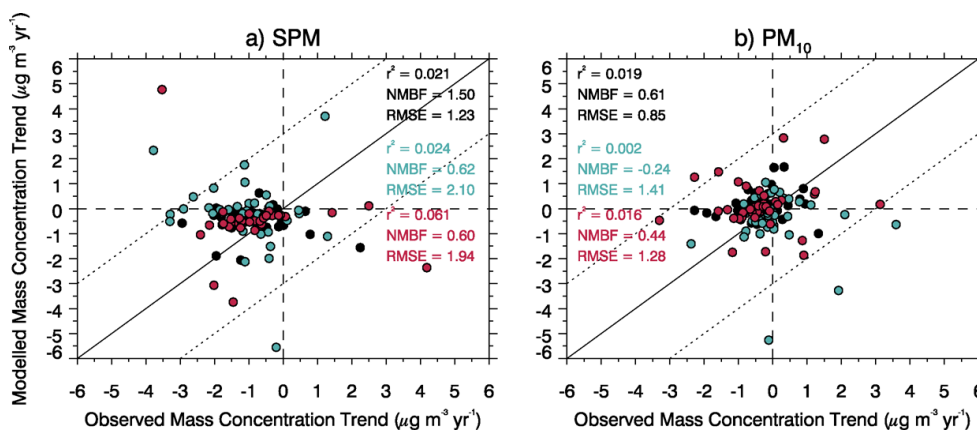 a) SPM
b) PM10
Modelled Mass Concentration Trend (μg m-3 yr-1)
6
5
4
3
2
1
0
-1
-2
-3
-4
-5
-6
r² = 0.021
NMBF = 1.50
RMSE = 1.23
r² = 0.024
NMBF = 0.62
RMSE = 2.10
r² = 0.061
NMBF = 0.60
RMSE = 1.94
-6 -5 -4 -3 -2 -1 0 1 2 3 4 5 6
Observed Mass Concentration Trend (μg m-3 yr-1)
6
5
4
3
2
1
0
-1
-2
-3
-4
-5
-6
r² = 0.019
NMBF = 0.61
RMSE = 0.85
r² = 0.002
NMBF = -0.24
RMSE = 1.41
r² = 0.016
NMBF = 0.44
RMSE = 1.28
-6 -5 -4 -3 -2 -1 0 1 2 3 4 5 6
Observed Mass Concentration Trend (μg m-3 yr-1)